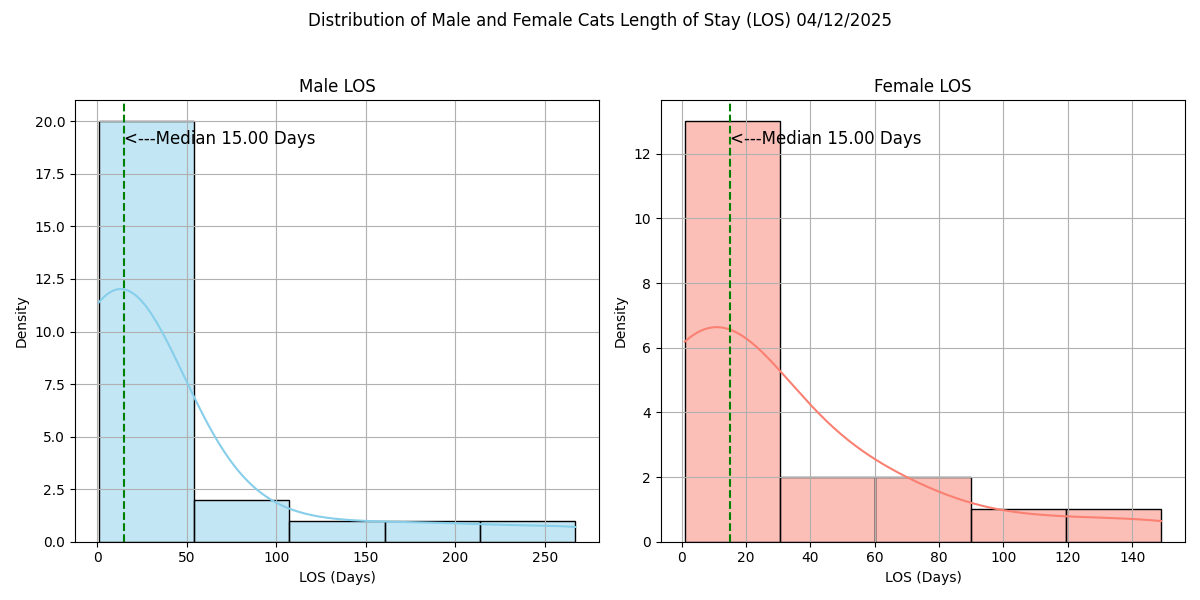 Distribution of Male and Female Cats Length of Stay (LOS) 04/12/2025
Male LOS
20.0
17.5
15.0
12.5
10.0
7.5
5.0
2.5
0.0
Density
<---Median 15.00 Days
0 50 100 150 200 250
LOS (Days)
Female LOS
12
10
8
6
4
2
0
Density
<---Median 15.00 Days
0 20 40 60 80 100 120 140
LOS (Days)